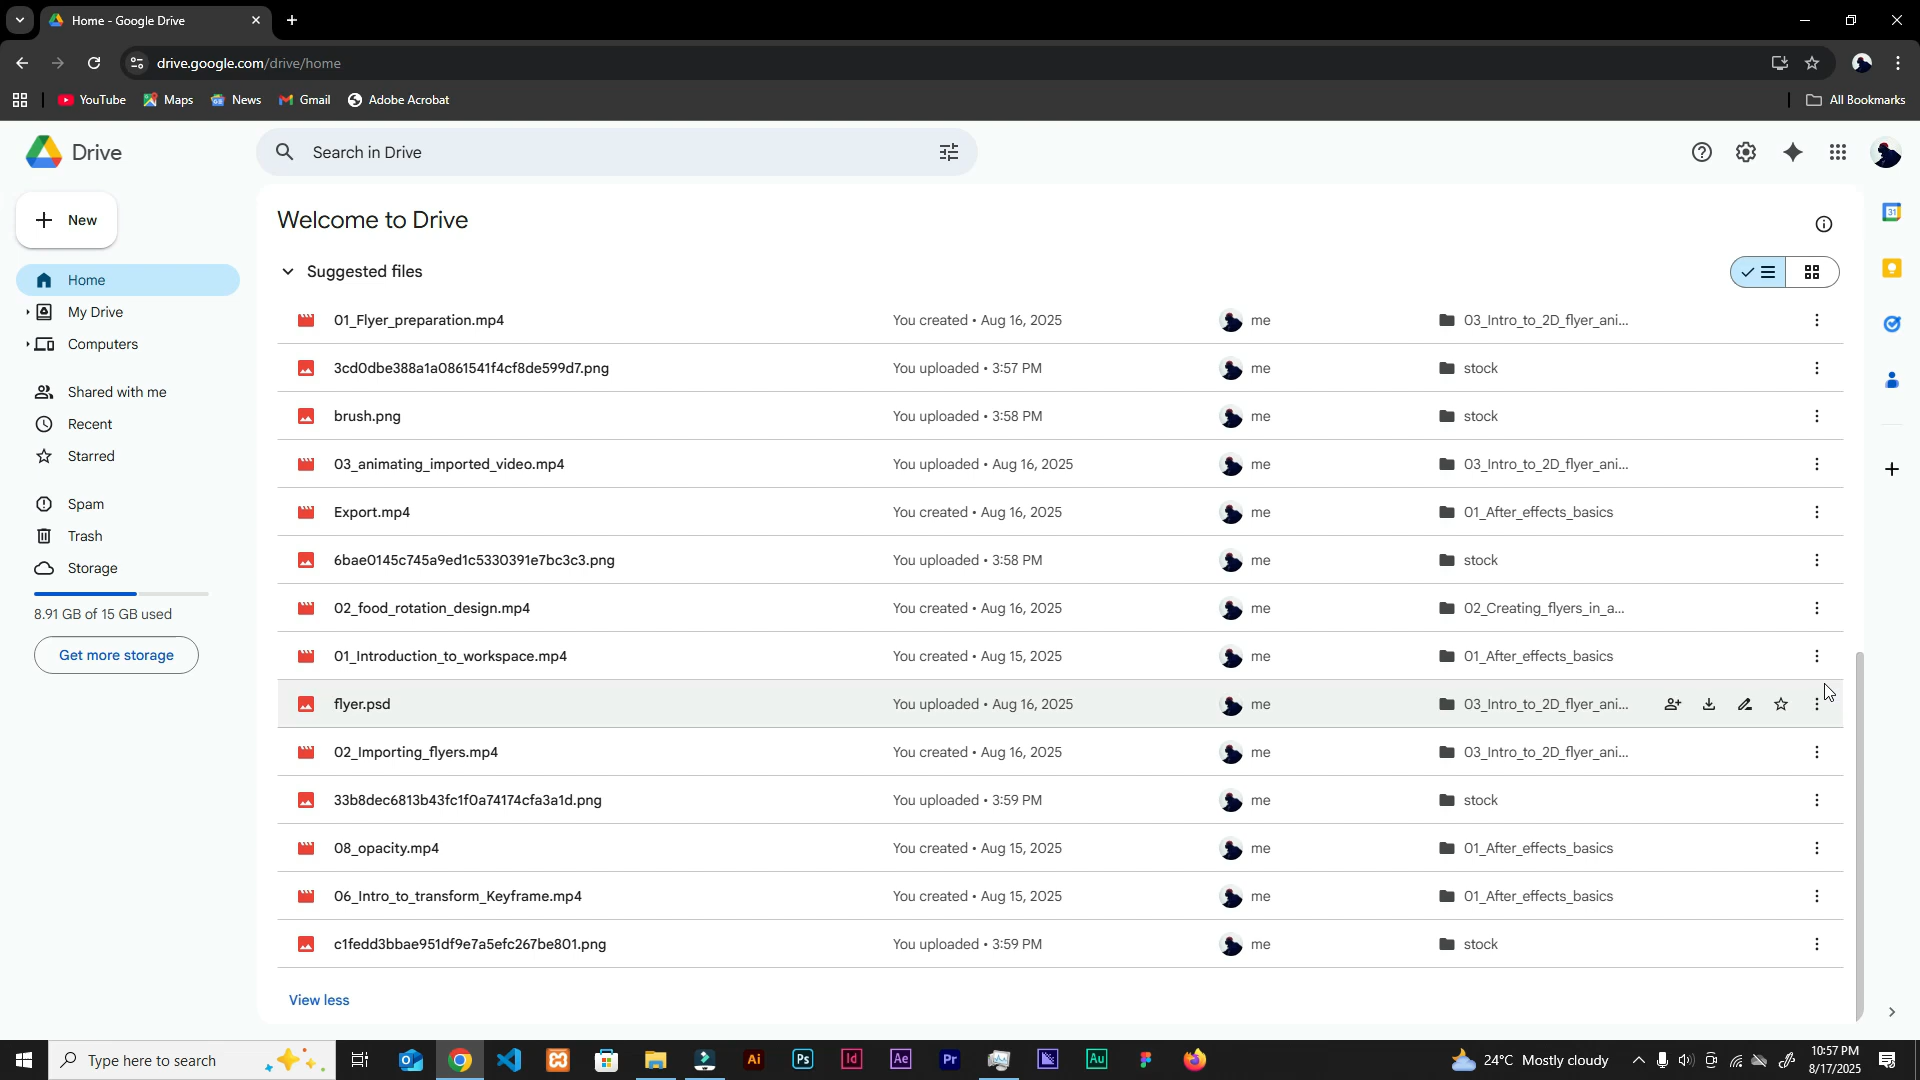 Home - Google Drive
drive.google.com/drive/home
YouTube Maps News Gmail Adobe Acrobat All Bookmarks
Drive
Search in Drive
New
Home
My Drive
Computers
Shared with me
Recent
Starred
Spam
Trash
Storage
8.91 GB of 15 GB used
Get more storage
Welcome to Drive
Suggested files
01_Flyer_preparation.mp4 You created • Aug 16, 2025 me 03_Intro_to_2D_flyer_ani...
3cd0dbe388a1a0861541f4cf8de599d7.png You uploaded • 3:57 PM me stock
brush.png You uploaded • 3:58 PM me stock
03_animating_imported_video.mp4 You uploaded • Aug 16, 2025 me 03_Intro_to_2D_flyer_ani...
Export.mp4 You created • Aug 16, 2025 me 01_After_effects_basics
6bae0145c745a9ed1c5330391e7bc3c3.png You uploaded • 3:58 PM me stock
02_food_rotation_design.mp4 You created • Aug 16, 2025 me 02_Creating_flyers_in_a...
01_Introduction_to_workspace.mp4 You created • Aug 15, 2025 me 01_After_effects_basics
flyer.psd You uploaded • Aug 16, 2025 me 03_Intro_to_2D_flyer_ani...
02_Importing_flyers.mp4 You created • Aug 16, 2025 me 03_Intro_to_2D_flyer_ani...
33b8dec6813b43fc1f0a74174cfa3a1d.png You uploaded • 3:59 PM me stock
08_opacity.mp4 You created • Aug 15, 2025 me 01_After_effects_basics
06_Intro_to_transform_Keyframe.mp4 You created • Aug 15, 2025 me 01_After_effects_basics
c1fedd3bbae951df9e7a5efc267be801.png You uploaded • 3:59 PM me stock
View less
31
Type here to search
Ai Ps Id Ae Pr Au
24°C Mostly cloudy
10:57 PM
8/17/2025